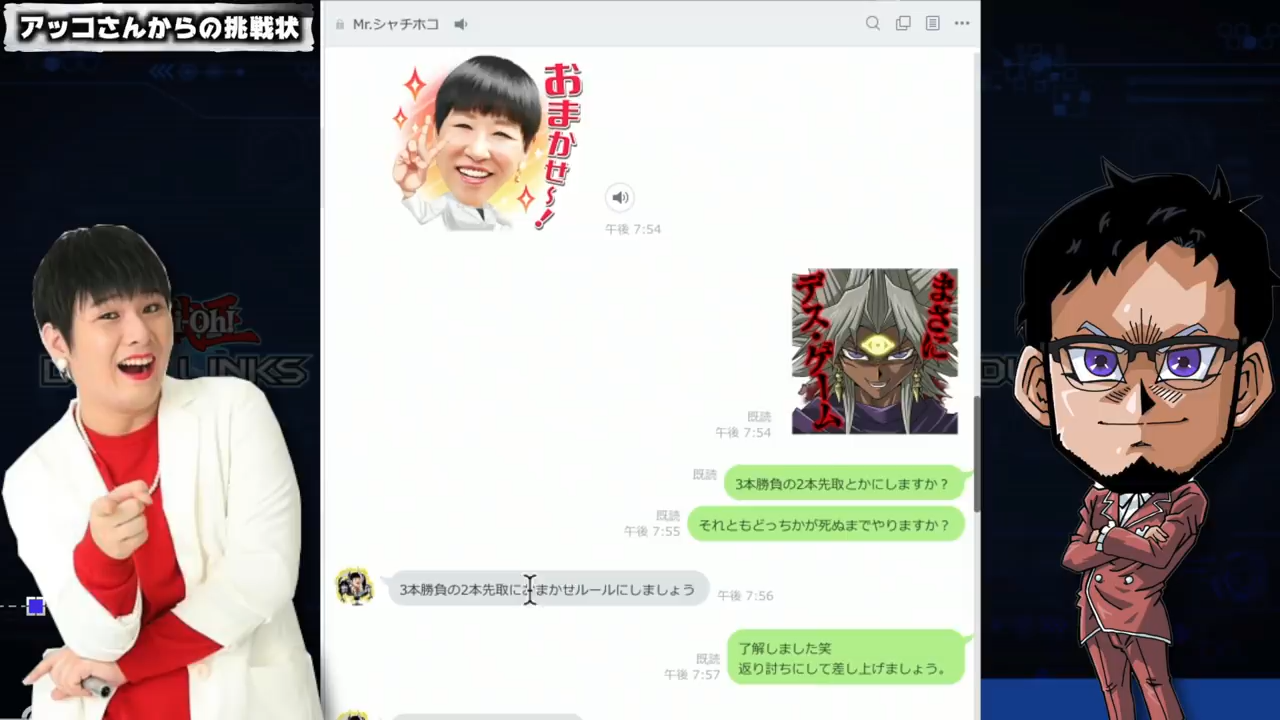 アッコさんからの挑戦状
Mr.シャチホコ
おまかせ～！
午後 7:54
まさに
デス・ゲーム
既読
午後 7:54
既読
3本勝負の2本先取とかにしますか？
既読
午後 7:55
それともどっちかが死ぬまでやりますか？
3本勝負の2本先取におまかせルールにしましょう
午後 7:56
既読
午後 7:57
了解しました笑
返り討ちにして差し上げましょう。
i-Oh!
LINKS